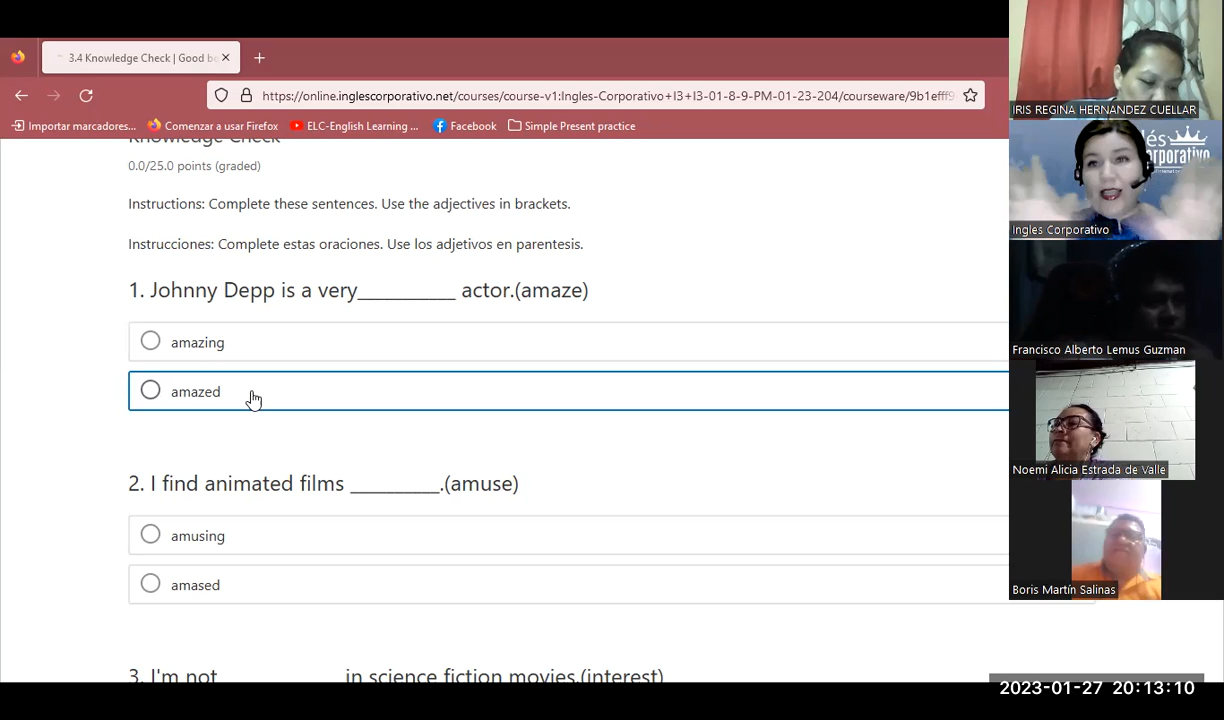 3.4 Knowledge Check | Good b
https://online.inglescorporativo.net/courses/course-v1:Ingles-Corporativo+I3+I3-01-8-9-PM-01-23-204/courseware/9b1efff9
Importar marcadores...
Comenzar a usar Firefox
ELC-English Learning ...
Facebook
Simple Present practice
Knowledge Check
0.0/25.0 points (graded)
Instructions: Complete these sentences. Use the adjectives in brackets.
Instrucciones: Complete estas oraciones. Use los adjetivos en parentesis.
1. Johnny Depp is a very__________ actor.(amaze)
amazing
amazed
2. I find animated films _________.(amuse)
amusing
amased
3. I'm not _____________ in science fiction movies.(interest)
IRIS REGINA HERNANDEZ CUELLAR
Ingles Corporativo
Francisco Alberto Lemus Guzman
Noemi Alicia Estrada de Valle
Boris Martín Salinas
2023-01-27 20:13:10